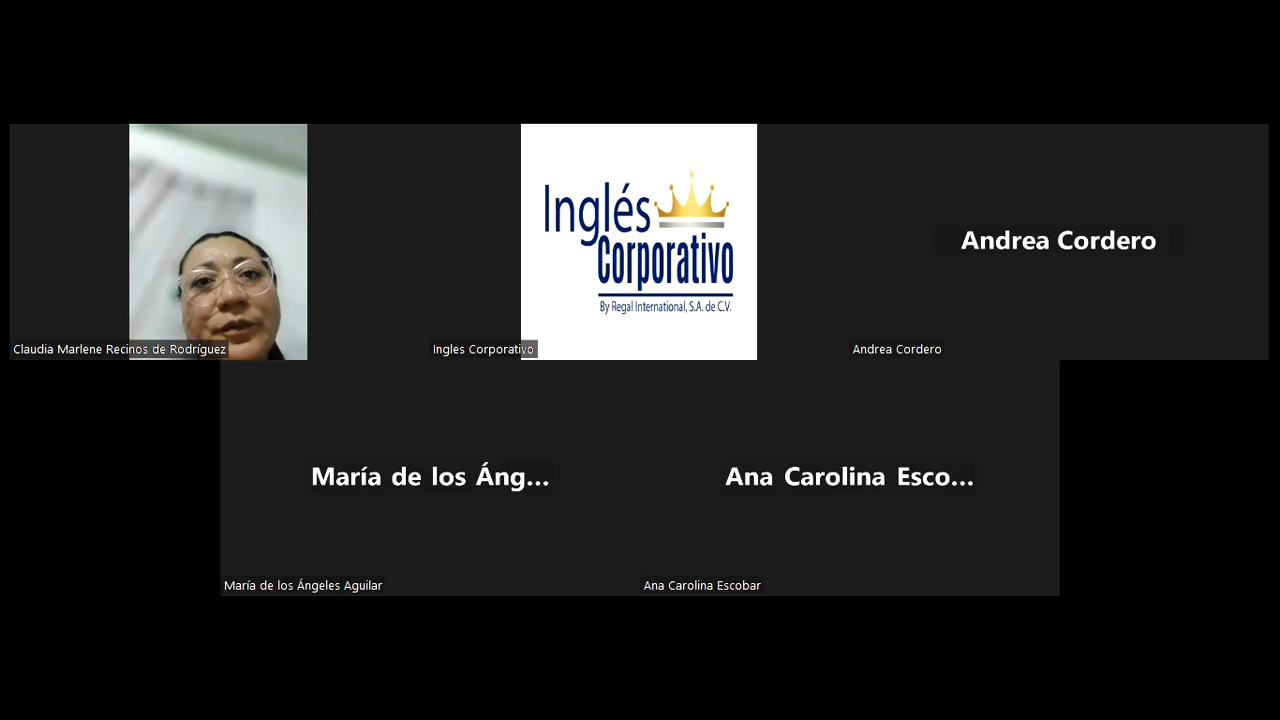 Claudia Marlene Recinos de Rodríguez
Inglés
Corporativo
By Regal International, S.A. de C.V.
Ingles Corporativo
Andrea Cordero
Andrea Cordero
María de los Áng...
María de los Ángeles Aguilar
Ana Carolina Esco...
Ana Carolina Escobar